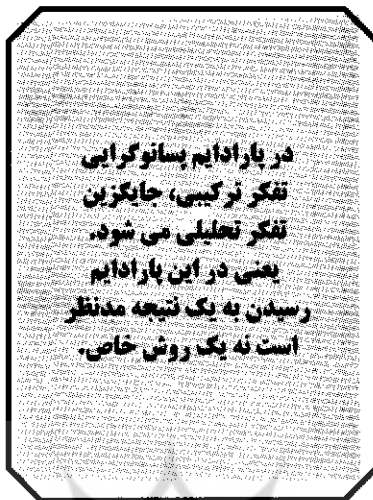 در پارادایم پسانوگرایی
تفکر ترکیبی، جایگزین
تفکر تحلیلی می شود.
یعنی در این پارادایم
رسیدن به یک نتیجه مدنظر
است نه یک روش خاص.